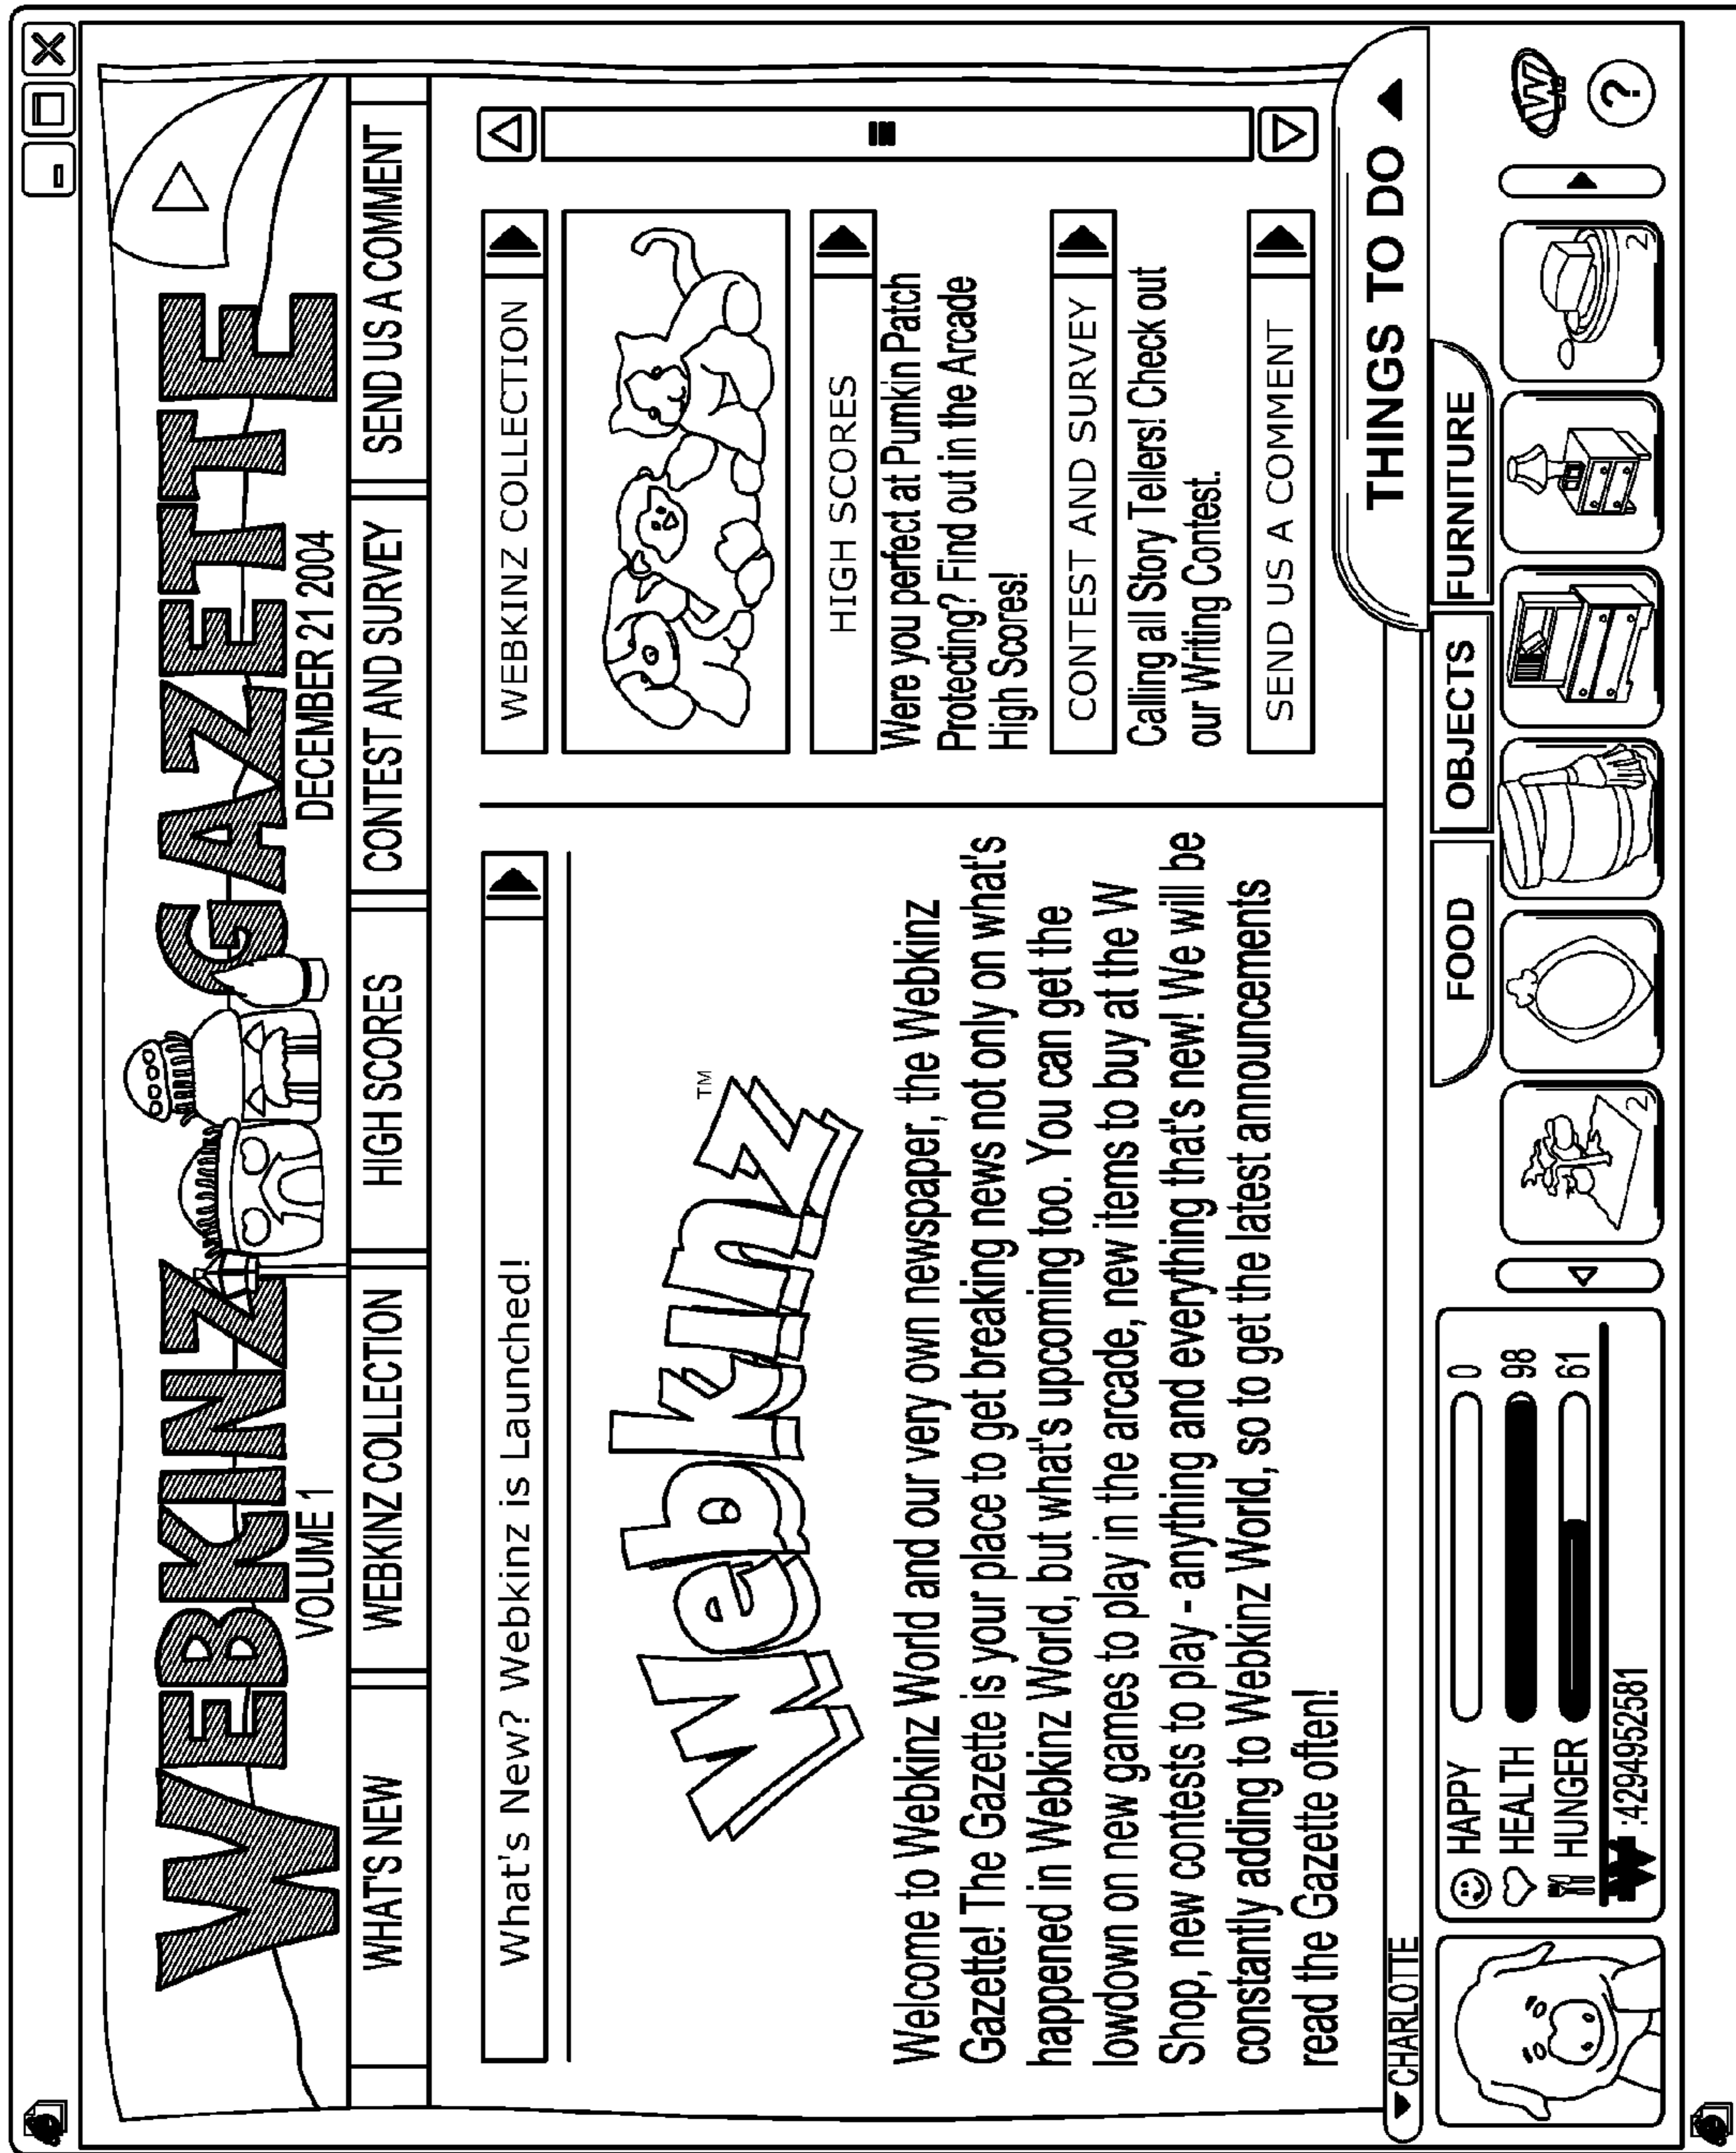 WEBKINZ GAZETTE
VOLUME 1
DECEMBER 21 2004
WHAT'S NEW
WEBKINZ COLLECTION
HIGH SCORES
CONTEST AND SURVEY
SEND US A COMMENT
What's New? Webkinz is Launched!
Webkinz™
Welcome to Webkinz World and our very own newspaper, the Webkinz
Gazette! The Gazette is your place to get breaking news not only on what's
happened in Webkinz World, but what's upcoming too. You can get the
lowdown on new games to play in the arcade, new items to buy at the W
Shop, new contests to play - anything and everything that's new! We will be
constantly adding to Webkinz World, so to get the latest announcements
read the Gazette often!
WEBKINZ COLLECTION
HIGH SCORES
Were you perfect at Pumkin Patch
Protecting? Find out in the Arcade
High Scores!
CONTEST AND SURVEY
Calling all Story Tellers! Check out
our Writing Contest.
SEND US A COMMENT
CHARLOTTE
THINGS TO DO
HAPPY 0
HEALTH 98
HUNGER 61
W :4294952581
FOOD
OBJECTS
FURNITURE
2
2
W
?